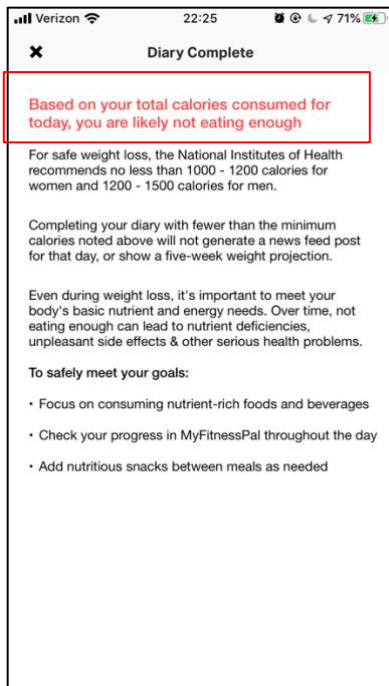 Verizon 22:25 71%
Diary Complete
Based on your total calories consumed for
today, you are likely not eating enough
For safe weight loss, the National Institutes of Health
recommends no less than 1000 - 1200 calories for
women and 1200 - 1500 calories for men.
Completing your diary with fewer than the minimum
calories noted above will not generate a news feed post
for that day, or show a five-week weight projection.
Even during weight loss, it's important to meet your
body's basic nutrient and energy needs. Over time, not
eating enough can lead to nutrient deficiencies,
unpleasant side effects & other serious health problems.
To safely meet your goals:
• Focus on consuming nutrient-rich foods and beverages
• Check your progress in MyFitnessPal throughout the day
• Add nutritious snacks between meals as needed